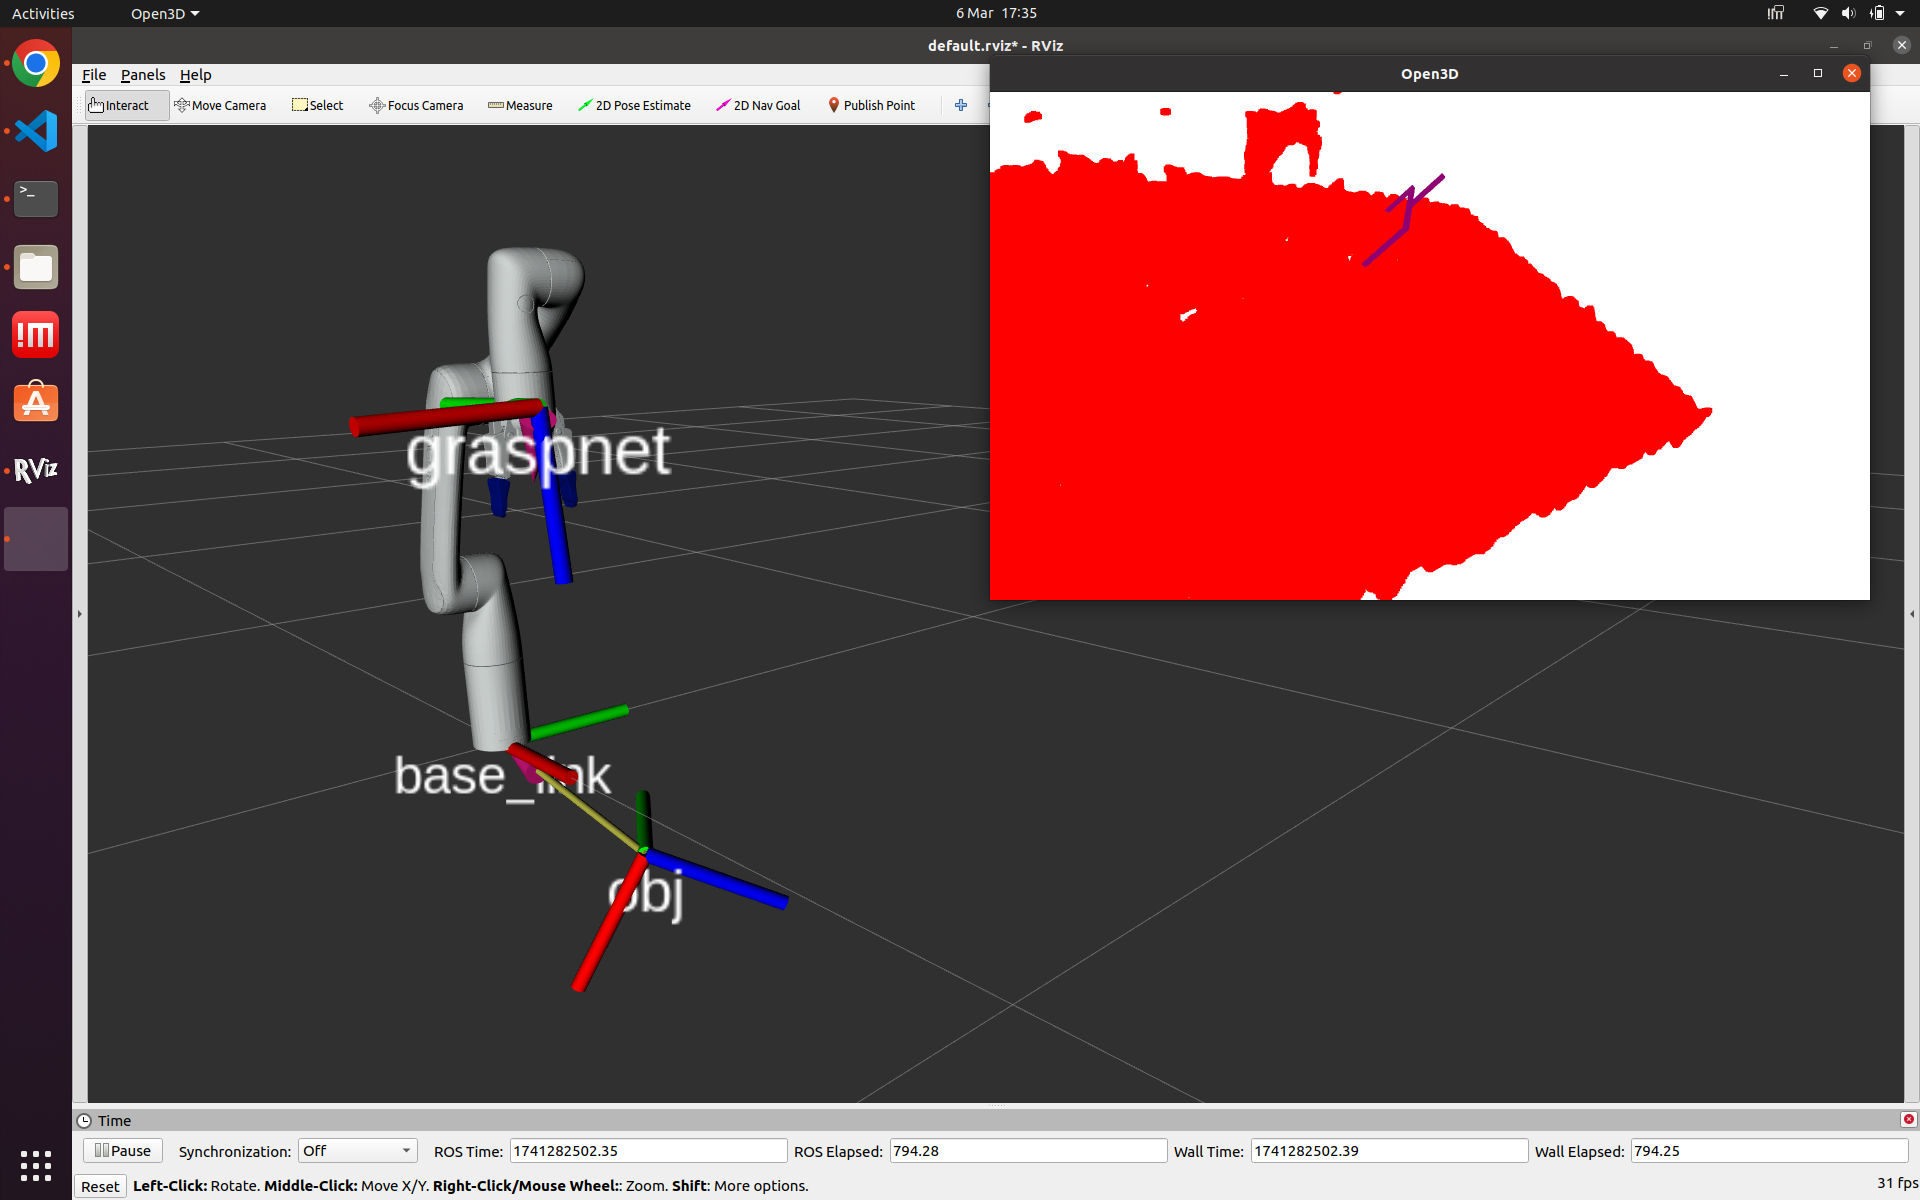 Activities
Open3D
6 Mar 17:35
default.rviz* - RViz
File Panels Help
Interact Move Camera Select Focus Camera Measure 2D Pose Estimate 2D Nav Goal Publish Point
Open3D
>_
!M
RViz
graspnet
base_link
obj
Time
Pause Synchronization: Off ROS Time: 1741282502.35 ROS Elapsed: 794.28 Wall Time: 1741282502.39 Wall Elapsed: 794.25
Reset Left-Click: Rotate. Middle-Click: Move X/Y. Right-Click/Mouse Wheel:: Zoom. Shift: More options. 31 fps